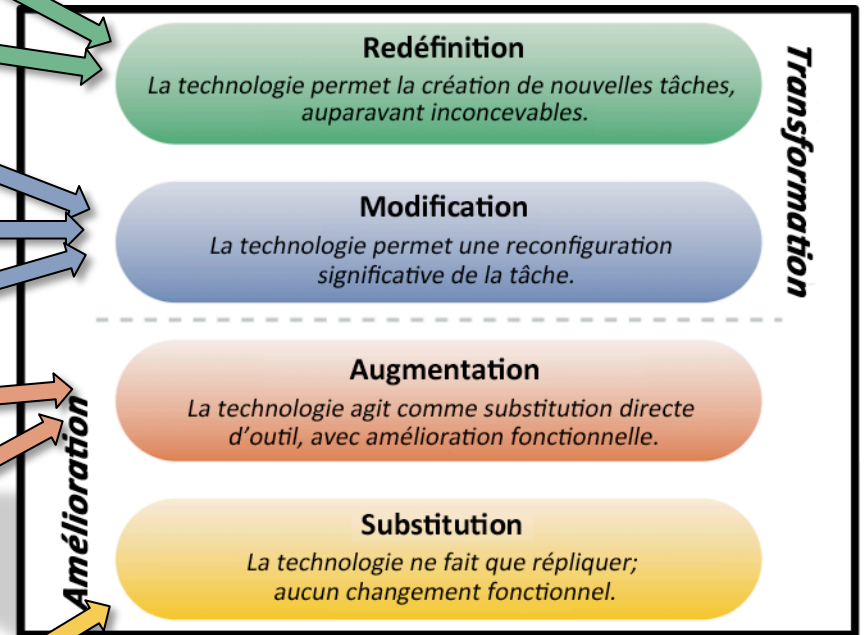 Redéfinition
La technologie permet la création de nouvelles tâches,
auparavant inconcevables.
Transformation
Modification
La technologie permet une reconfiguration
significative de la tâche.
Augmentation
La technologie agit comme substitution directe
d’outil, avec amélioration fonctionnelle.
Amélioration
Substitution
La technologie ne fait que répliquer;
aucun changement fonctionnel.